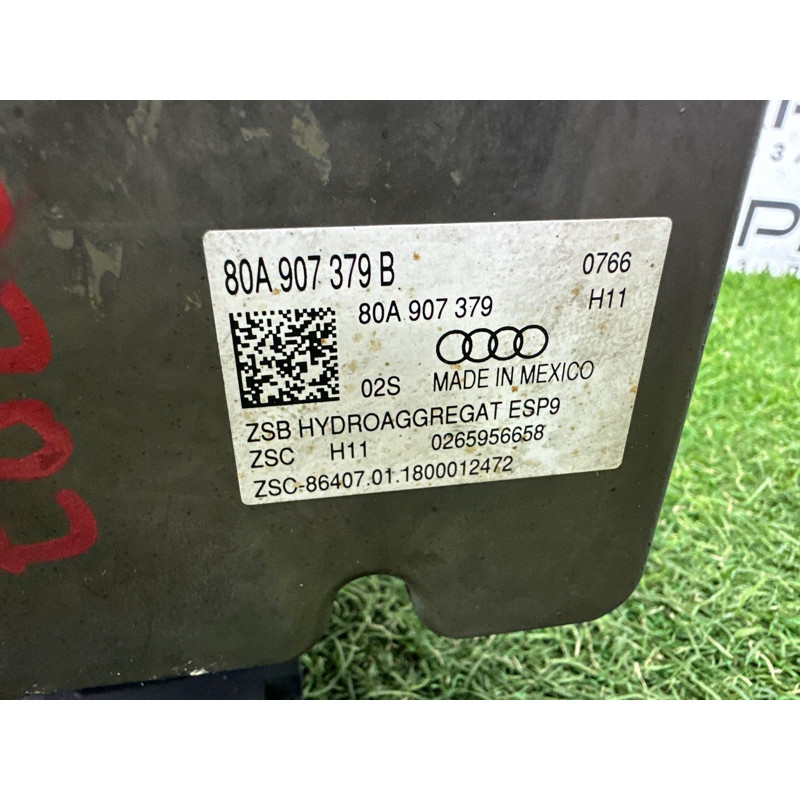 80A 907 379 B
0766
80A 907 379
H11
02S
MADE IN MEXICO
ZSB HYDROAGGREGAT ESP9
ZSC H11 0265956658
ZSC-86407.01.1800012472